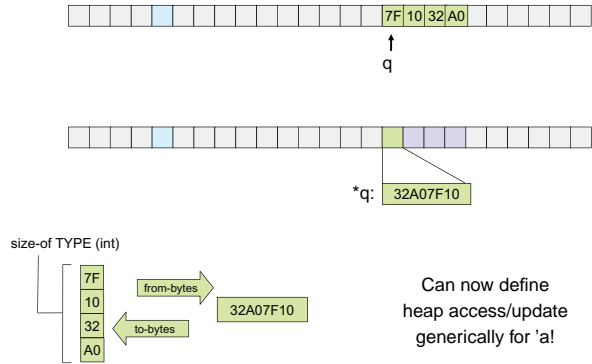 7F 10 32 A0
q
*q: 32A07F10
size-of TYPE (int)
7F
10
32
A0
from-bytes
to-bytes
32A07F10
Can now define
heap access/update
generically for 'a!